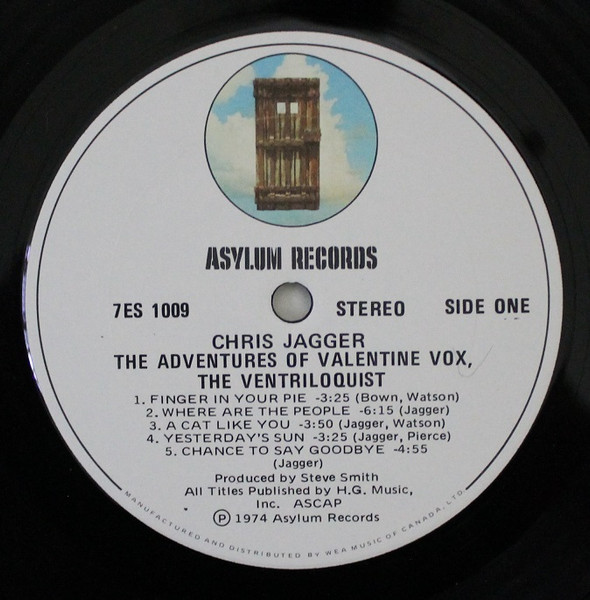 ASYLUM RECORDS
7ES 1009 STEREO SIDE ONE
CHRIS JAGGER
THE ADVENTURES OF VALENTINE VOX,
THE VENTRILOQUIST
1. FINGER IN YOUR PIE -3:25 (Bown, Watson)
2. WHERE ARE THE PEOPLE -6:15 (Jagger)
3. A CAT LIKE YOU -3:50 (Jagger, Watson)
4. YESTERDAY'S SUN -3:25 (Jagger, Pierce)
5. CHANCE TO SAY GOODBYE -4:55
(Jagger)
Produced by Steve Smith
All Titles Published by H.G. Music,
Inc. ASCAP
Ⓟ 1974 Asylum Records
MANUFACTURED AND DISTRIBUTED BY WEA MUSIC OF CANADA, LTD.